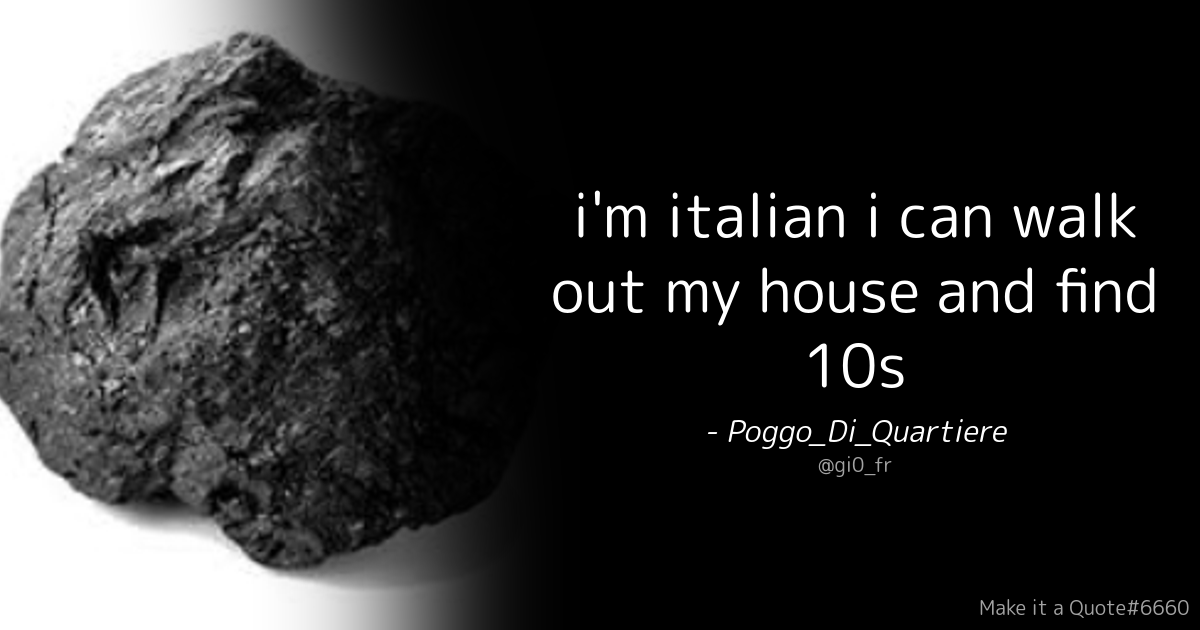 i'm italian i can walk
out my house and find
10s
- Poggo_Di_Quartiere
@gi0_fr
Make it a Quote#6660